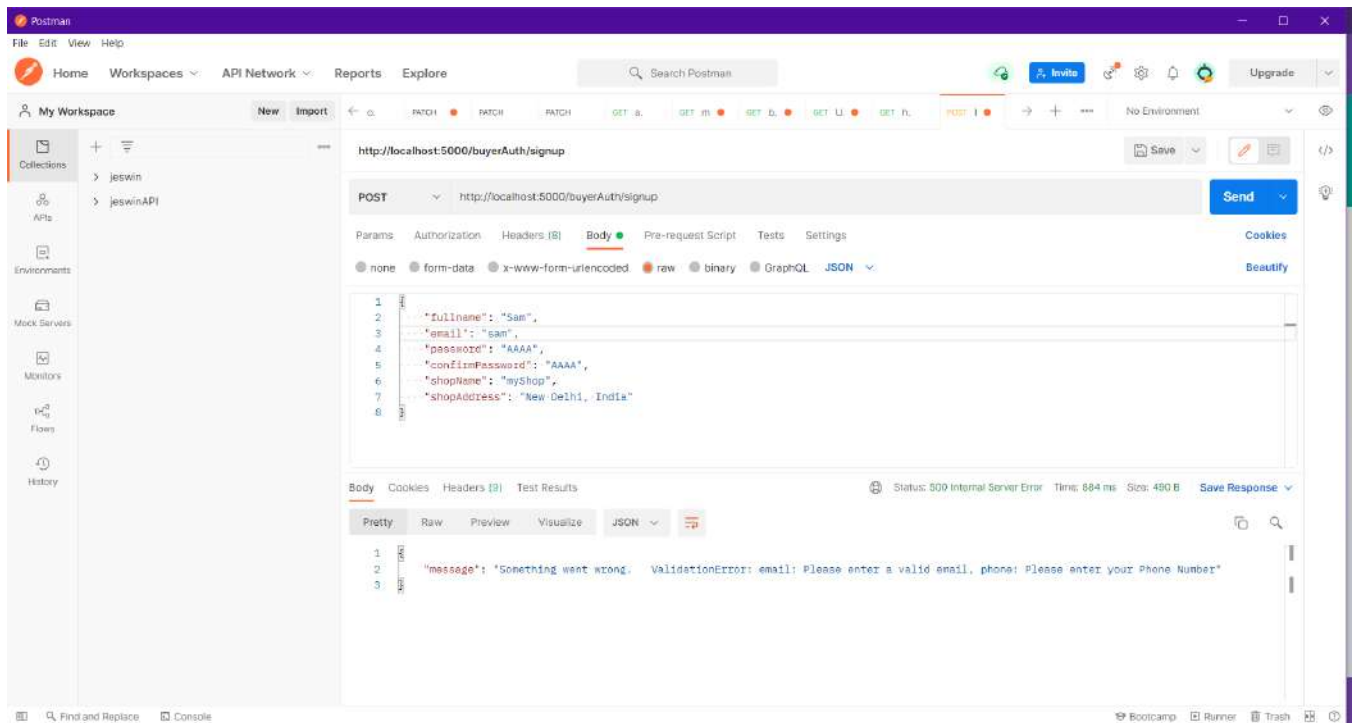 Postman
File Edit View Help
Home Workspaces API Network Reports Explore Search Postman Invite Upgrade
My Workspace New Import PATCH PATCH PATCH GET a. GET m GET b. GET U GET h. POST l No Environment
Collections
APIs
Environments
Mock Servers
Monitors
Flows
History
jeswin
jeswinAPI
http://localhost:5000/buyerAuth/signup Save
POST http://localhost:5000/buyerAuth/signup Send
Params Authorization Headers (8) Body Pre-request Script Tests Settings Cookies
none form-data x-www-form-urlencoded raw binary GraphQL JSON Beautify
1 {
2 "fullname": "Sam",
3 "email": "sam",
4 "password": "AAAA",
5 "confirmPassword": "AAAA",
6 "shopName": "myShop",
7 "shopAddress": "New Delhi, India"
8 }
Body Cookies Headers (9) Test Results Status: 500 Internal Server Error Time: 684 ms Size: 490 B Save Response
Pretty Raw Preview Visualize JSON
1 {
2 "message": "Something went wrong. ValidationError: email: Please enter a valid email, phone: Please enter your Phone Number"
3 }
Find and Replace Console Bootcamp Runner Trash